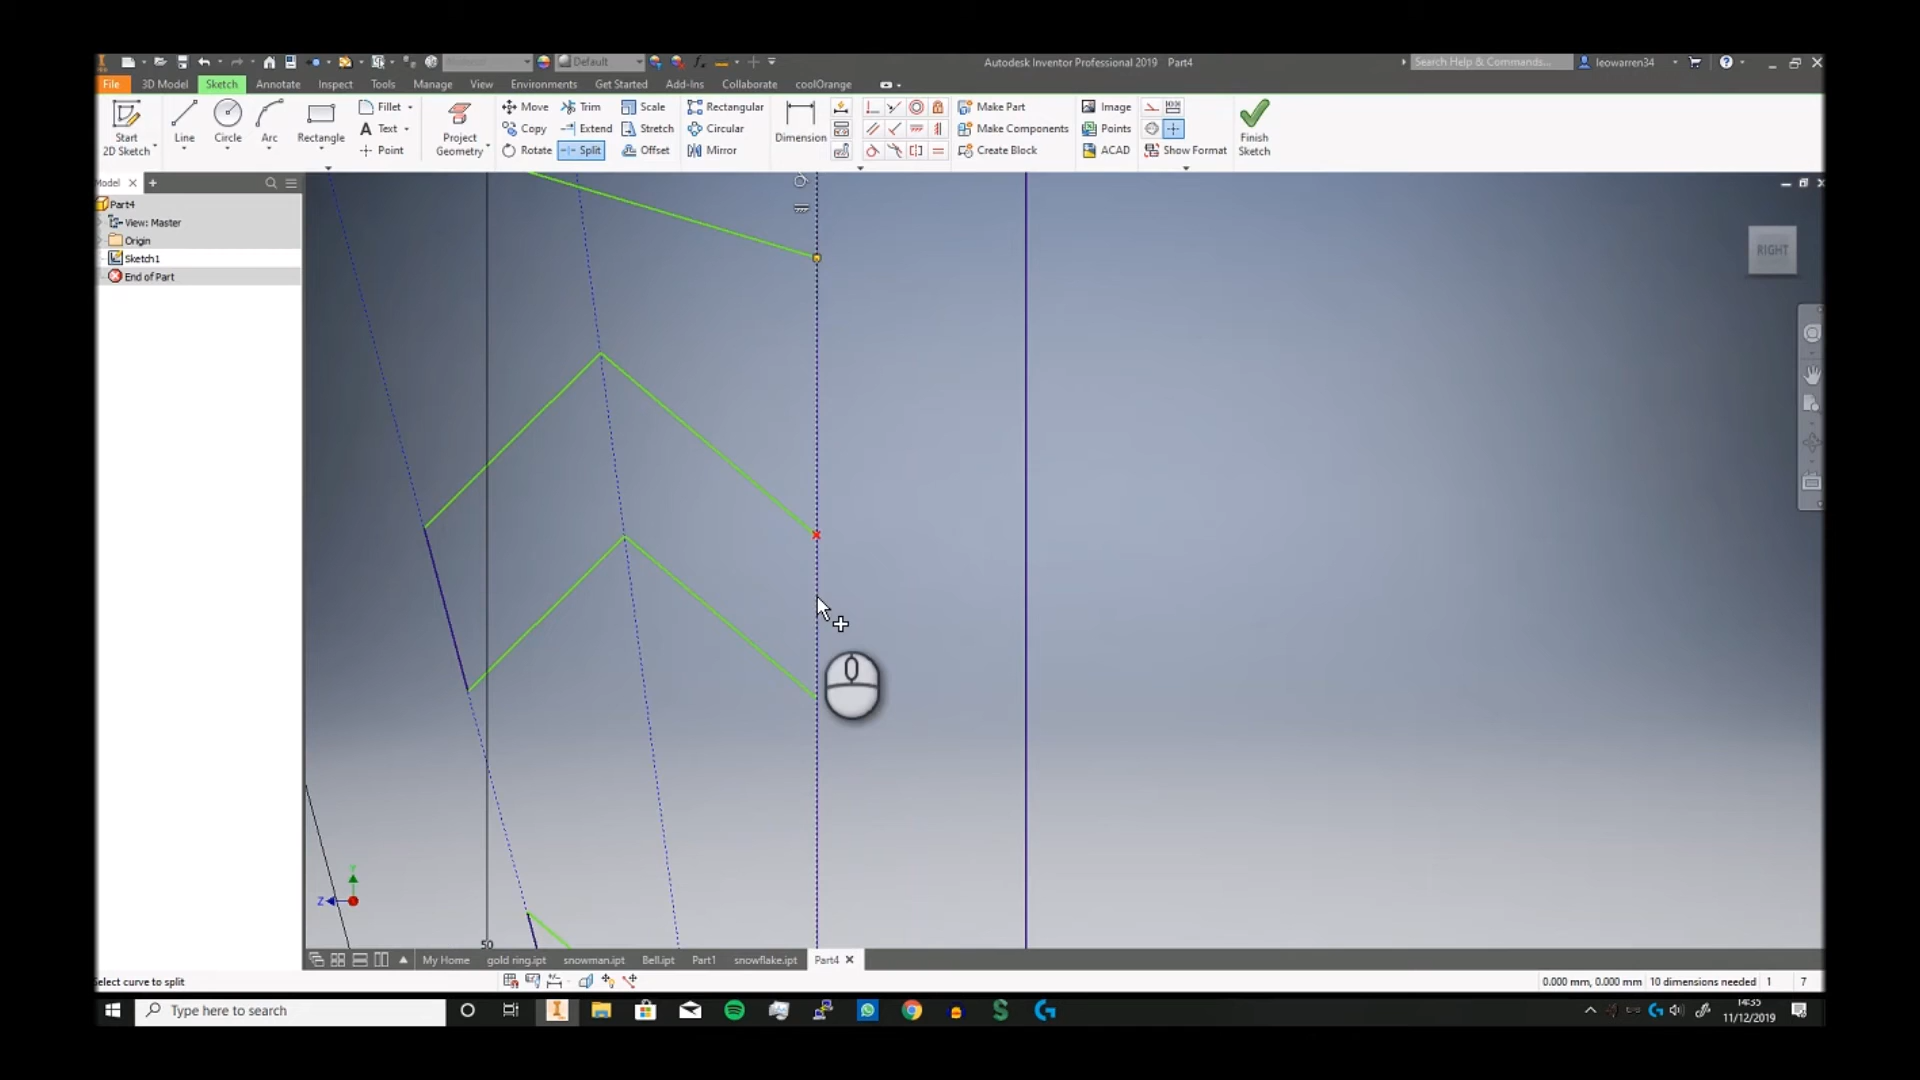 Default
Autodesk Inventor Professional 2019 Part4
Search Help & Commands...
leowarren34
File 3D Model Sketch Annotate Inspect Tools Manage View Environments Get Started Add-Ins Collaborate coolOrange
Start
2D Sketch
Line
Circle
Arc
Rectangle
Fillet
Text
Point
Project
Geometry
Move
Copy
Rotate
Trim
Extend
Split
Scale
Stretch
Offset
Rectangular
Circular
Mirror
Dimension
Make Part
Make Components
Create Block
Image
Points
ACAD
Show Format
Finish
Sketch
Model
Part4
View: Master
Origin
Sketch1
End of Part
RIGHT
Y
Z
50
My Home gold ring.ipt snowman.ipt Bell.ipt Part1 snowflake.ipt Part4
elect curve to split
0.000 mm, 0.000 mm 10 dimensions needed 1 7
Type here to search
14:35
11/12/2019